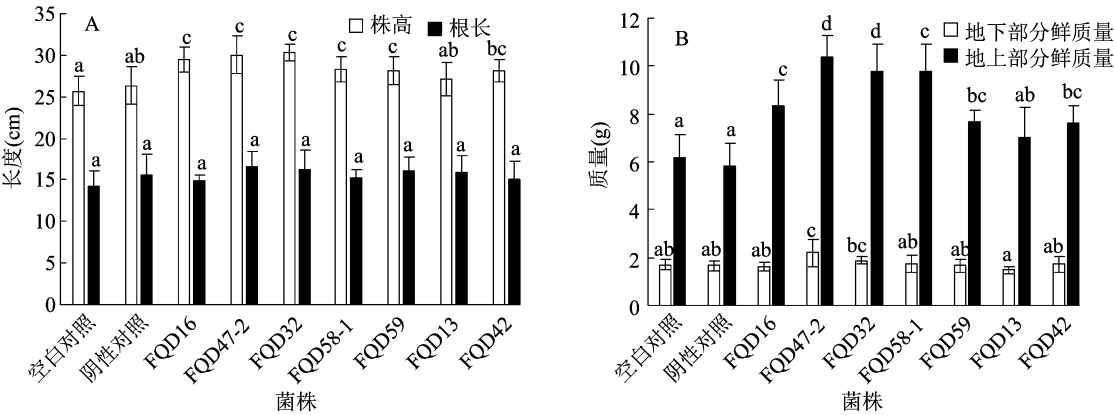 A
株高 根长
35
30
25
20
15
10
5
0
长度(cm)
a ab c c c c c ab bc
a a a a a a a a a
空白对照 阴性对照 FQD16 FQD47-2 FQD32 FQD58-1 FQD59 FQD13 FQD42
菌株
B
地下部分鲜质量
地上部分鲜质量
12
10
8
6
4
2
0
质量(g)
a a c d d c bc ab bc
ab ab ab c bc ab ab a ab
空白对照 阴性对照 FQD16 FQD47-2 FQD32 FQD58-1 FQD59 FQD13 FQD42
菌株